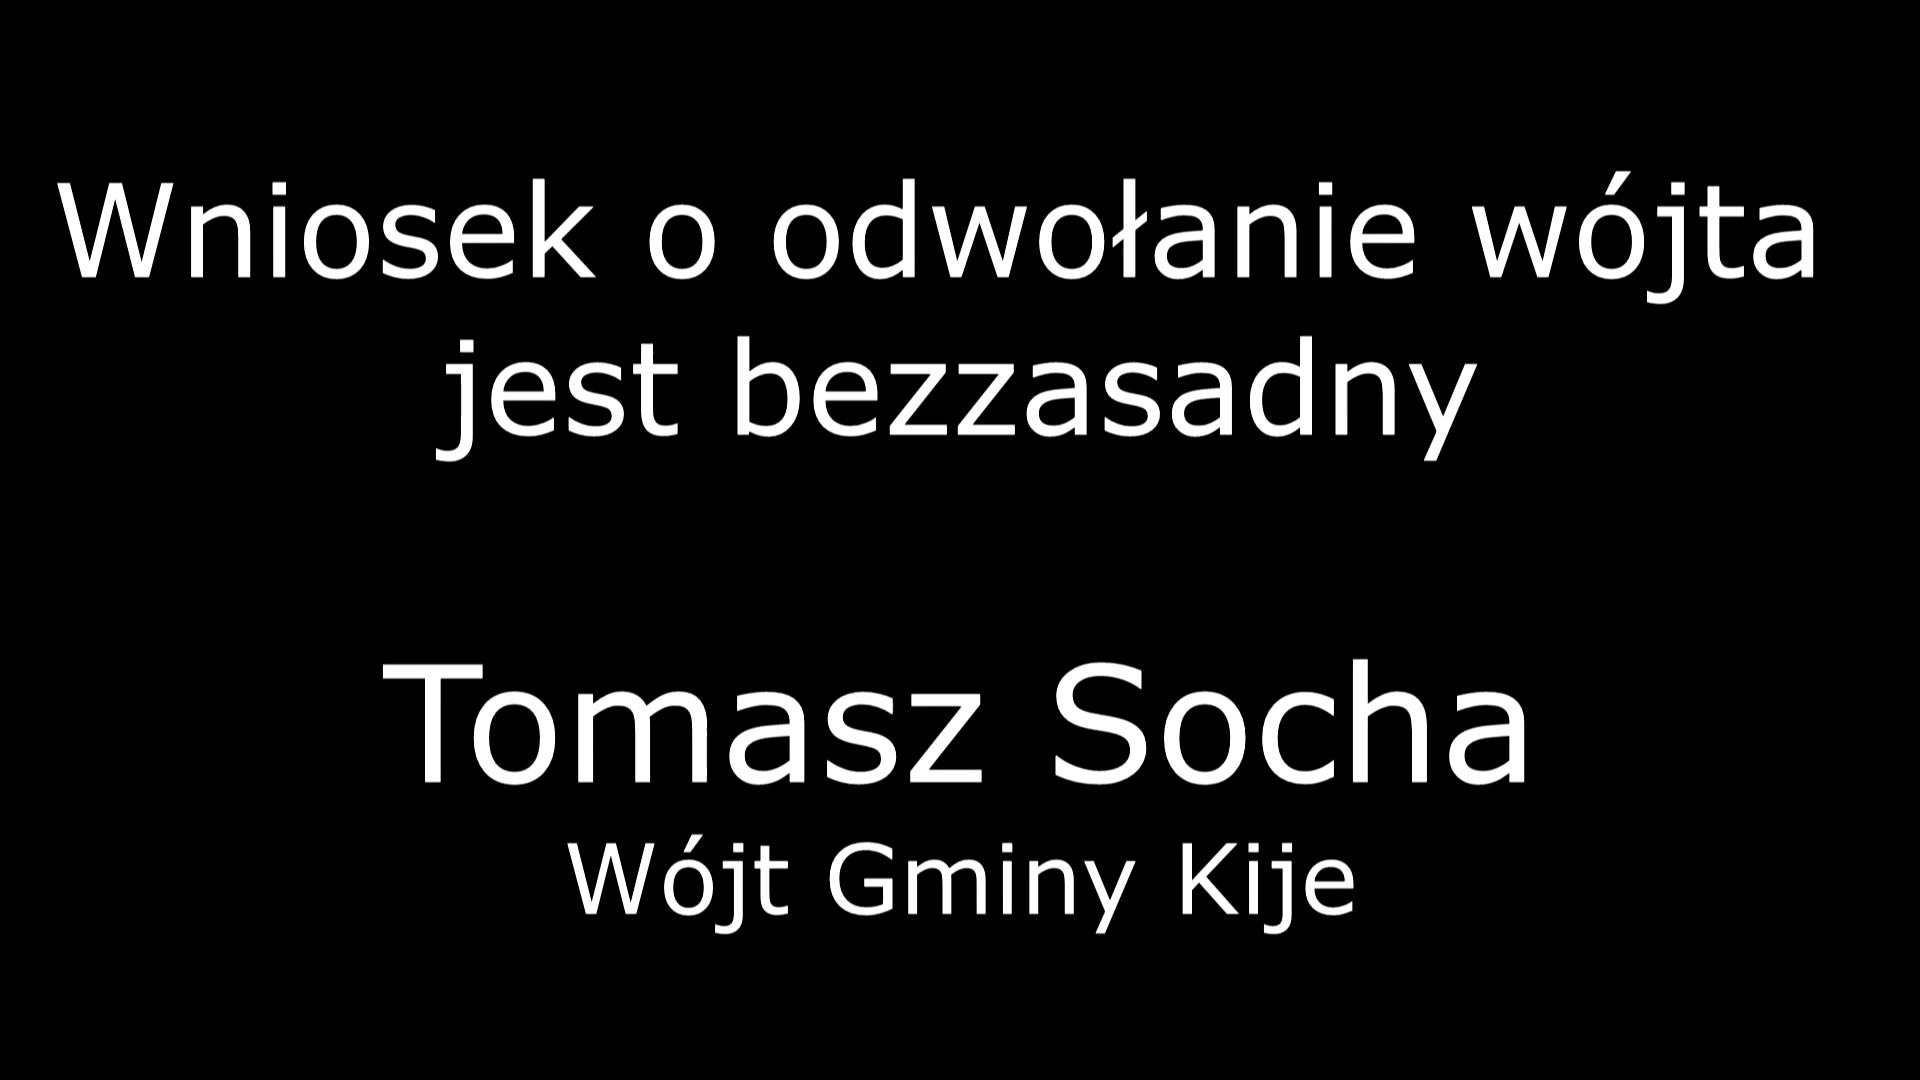 Wniosek o odwołanie wójta
jest bezzasadny
Tomasz Socha
Wójt Gminy Kije